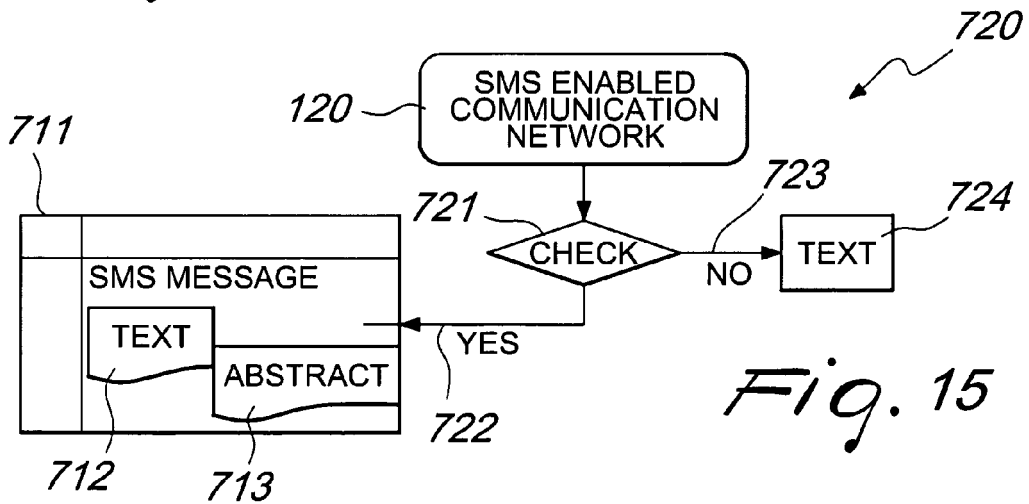 720
SMS ENABLED
COMMUNICATION
NETWORK
120
711
723
721
724
CHECK
TEXT
NO
SMS MESSAGE
TEXT
YES
ABSTRACT
Fig. 15
722
712
713